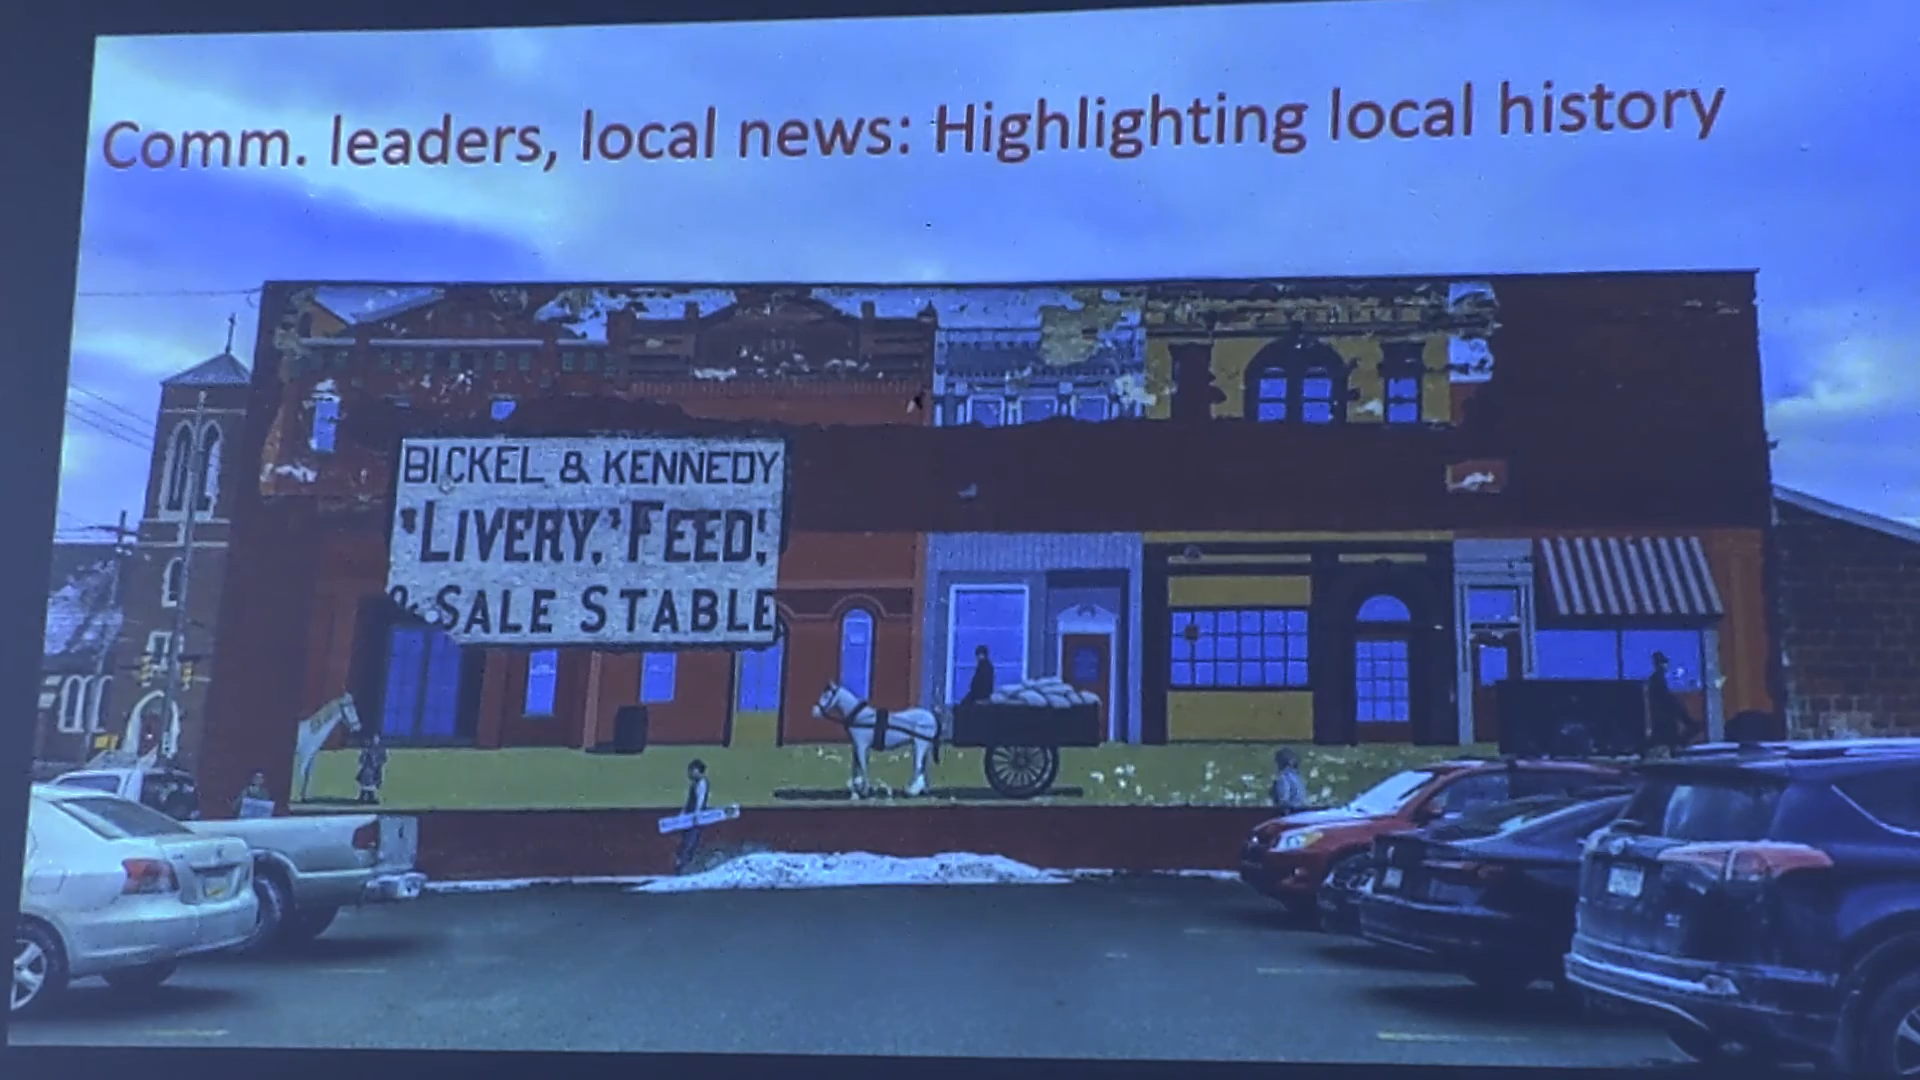 Comm. leaders, local news: Highlighting local history
BICKEL & KENNEDY
'LIVERY,' FEED,'
& SALE STABLE